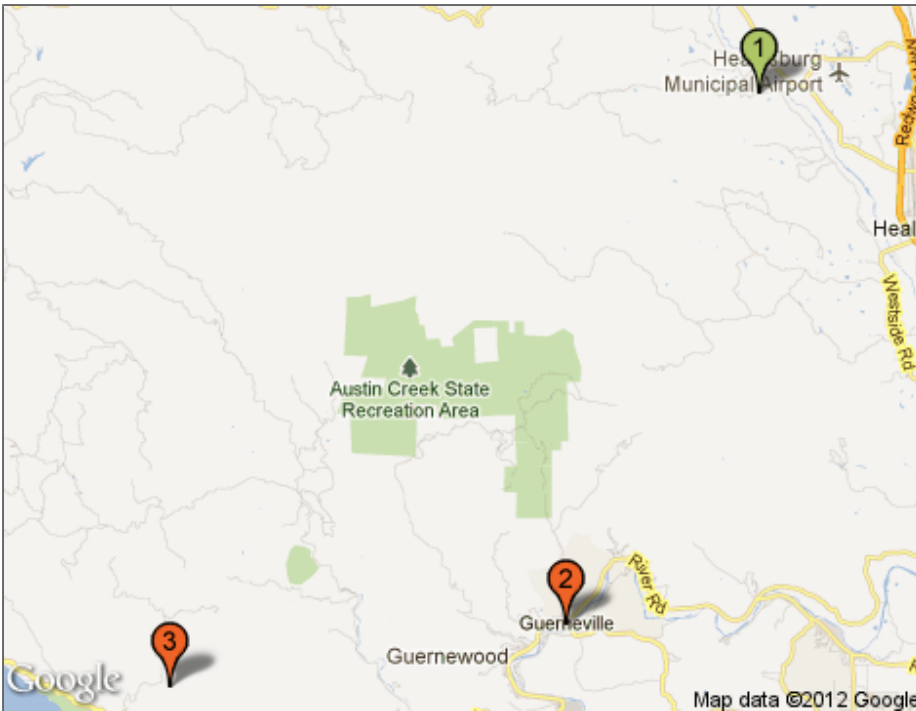 1
Healdsburg
Municipal Airport
Redwo
Heal
Westside Rd
Austin Creek State
Recreation Area
2
River Rd
Guerneville
3
Guernewood
Google
R
Map data ©2012 Google